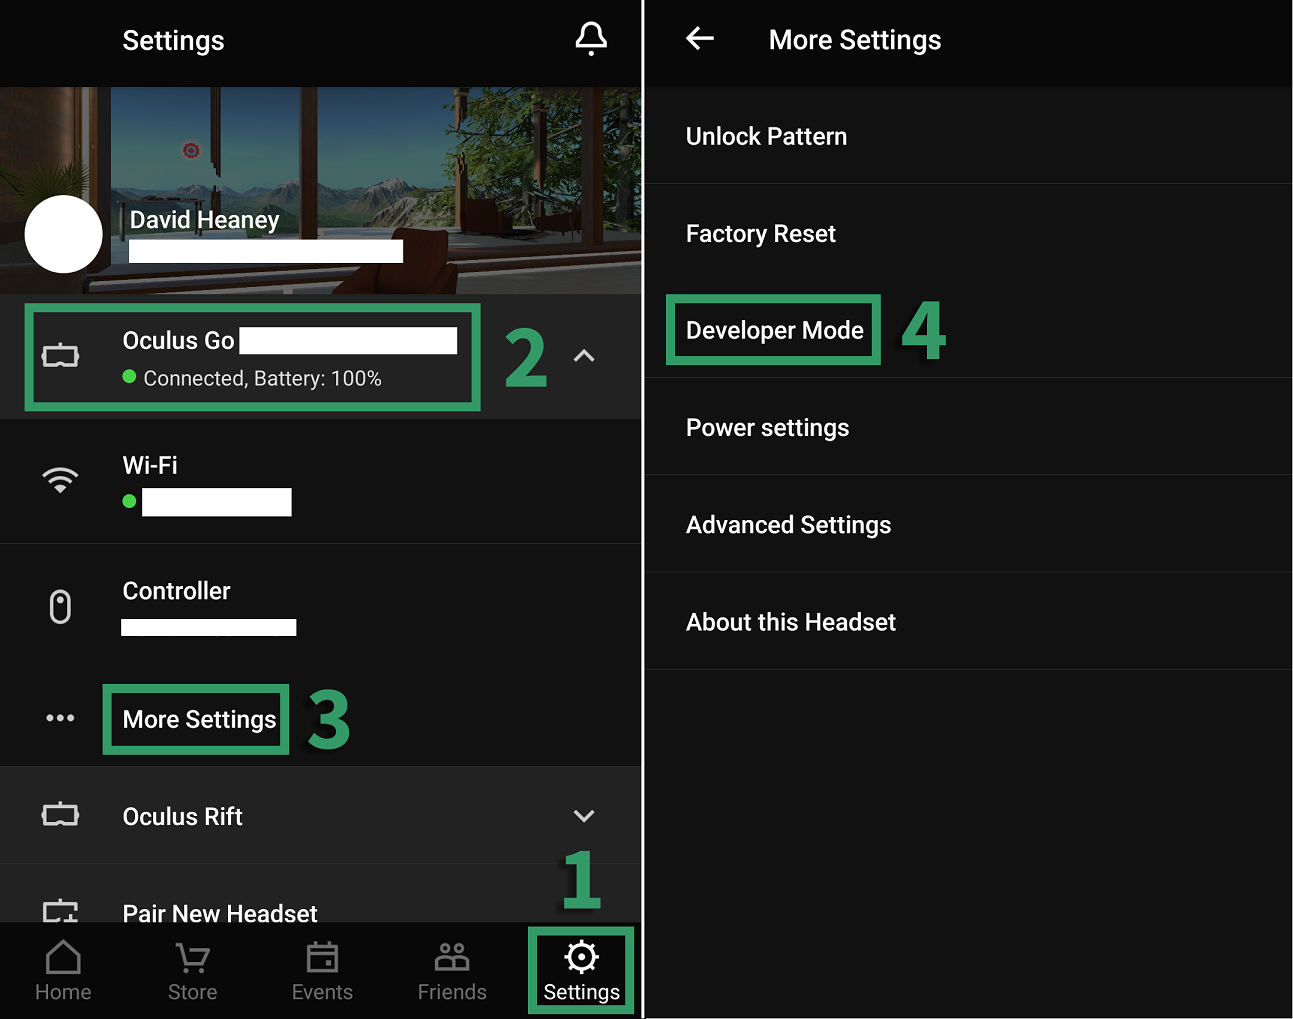 Settings
David Heaney
Oculus Go
Connected, Battery: 100%
2
Wi-Fi
Controller
More Settings
3
Oculus Rift
1
Pair New Headset
Home
Store
Events
Friends
Settings
More Settings
Unlock Pattern
Factory Reset
Developer Mode
4
Power settings
Advanced Settings
About this Headset